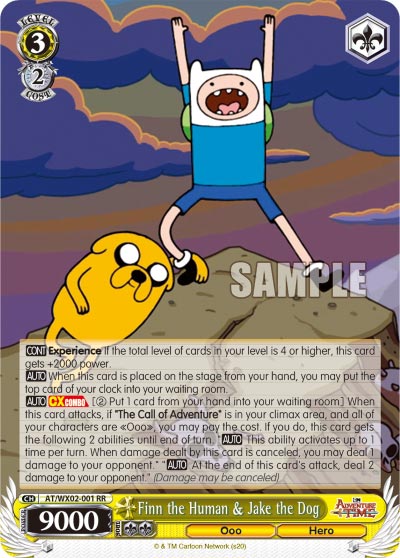 LEVEL
3
2
COST
SAMPLE
CONT Experience If the total level of cards in your level is 4 or higher, this card
gets +2000 power.
AUTO When this card is placed on the stage from your hand, you may put the
top card of your clock into your waiting room.
AUTO CXCOMBO [② Put 1 card from your hand into your waiting room] When
this card attacks, if "The Call of Adventure" is in your climax area, and all of
your characters are «Ooo», you may pay the cost. If you do, this card gets
the following 2 abilities until end of turn. "AUTO This ability activates up to 1
time per turn. When damage dealt by this card is canceled, you may deal 1
damage to your opponent." "AUTO At the end of this card's attack, deal 2
damage to your opponent." (Damage may be canceled)
AT/WX02-001 RR
Finn the Human & Jake the Dog
POWER
9000
SOUL
Ooo
Hero
ADVENTURE TIME
© & TM Cartoon Network (s20)